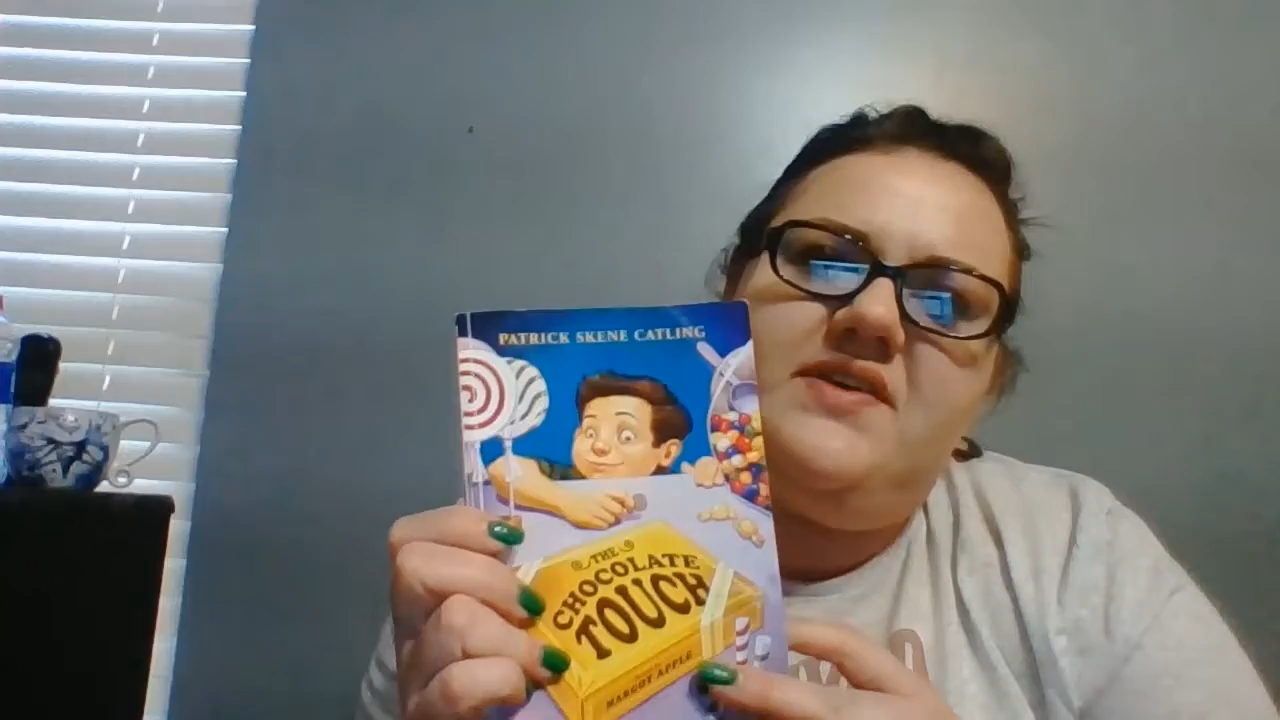 PATRICK SKENE CATLING
THE
CHOCOLATE
TOUCH
MARGOT APPLE